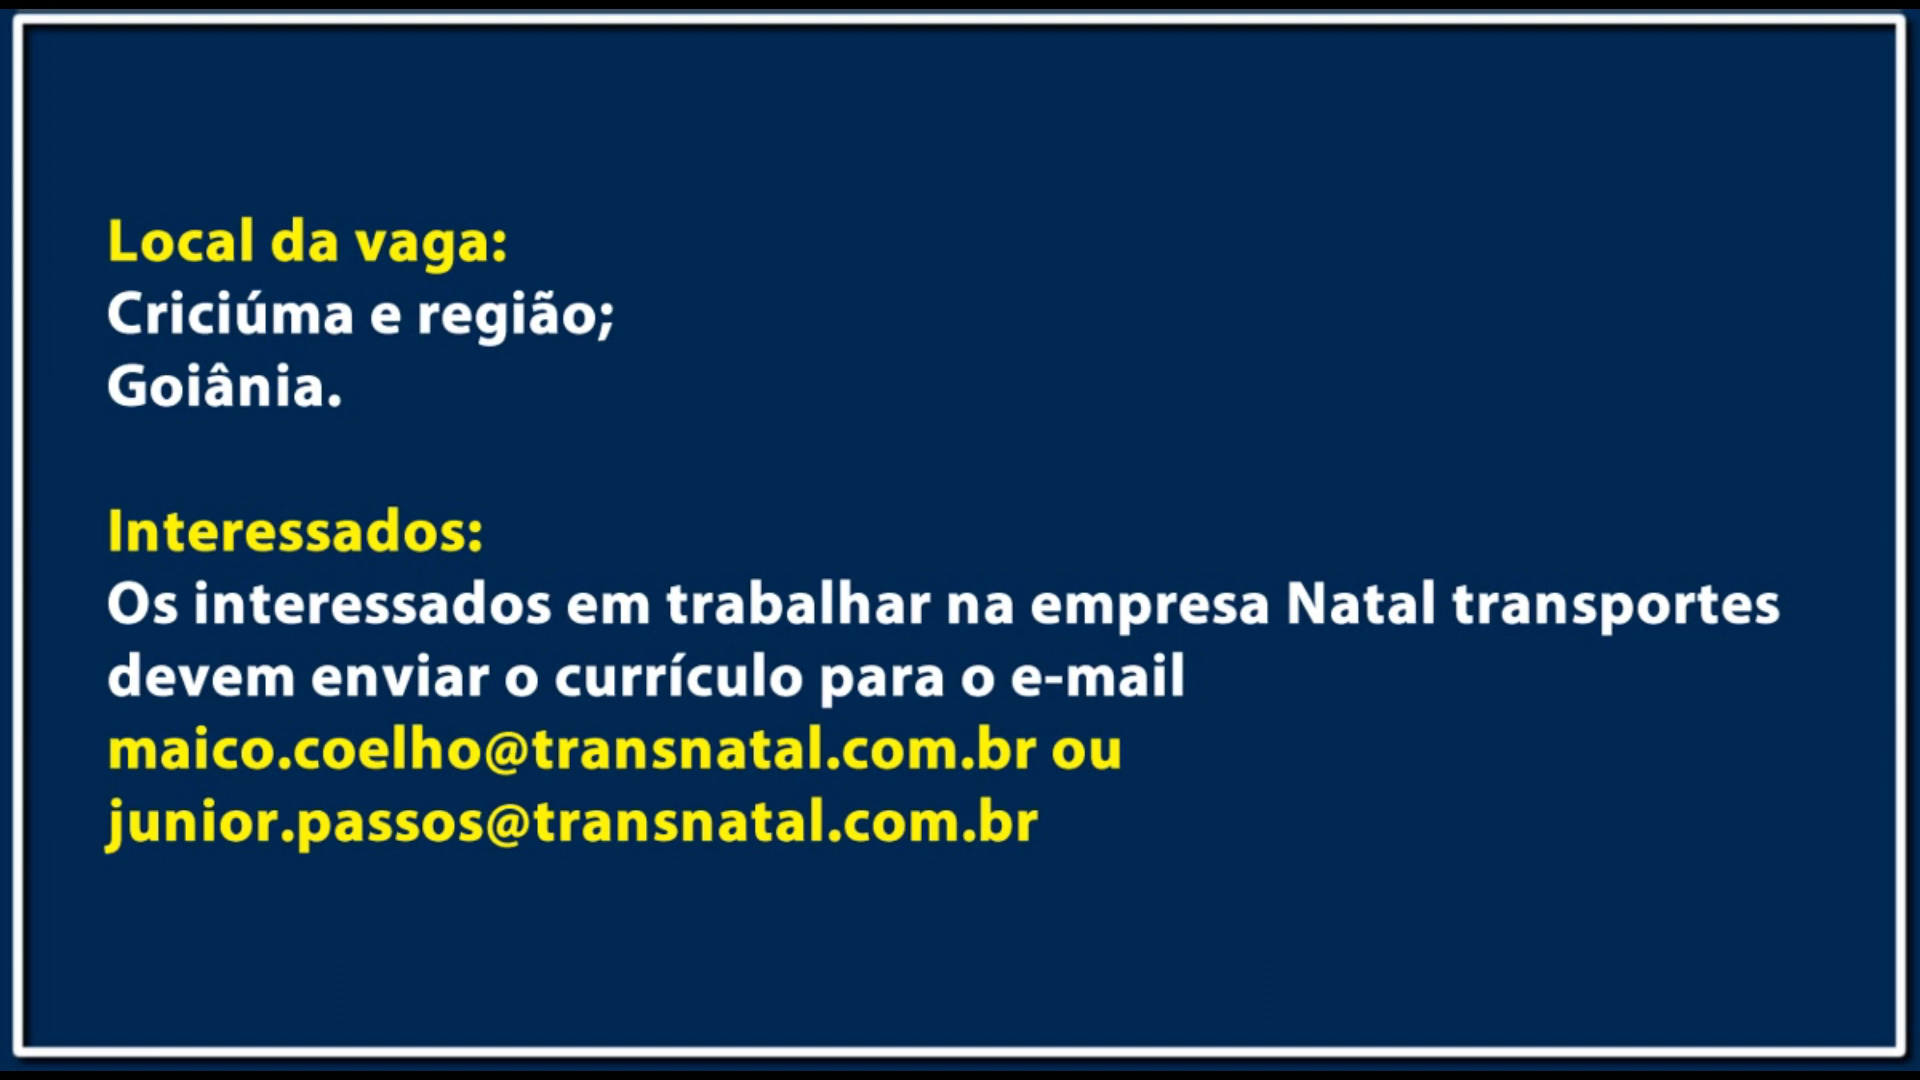 Local da vaga:
Criciúma e região;
Goiânia.
Interessados:
Os interessados em trabalhar na empresa Natal transportes
devem enviar o currículo para o e-mail
maico.coelho@transnatal.com.br ou
junior.passos@transnatal.com.br